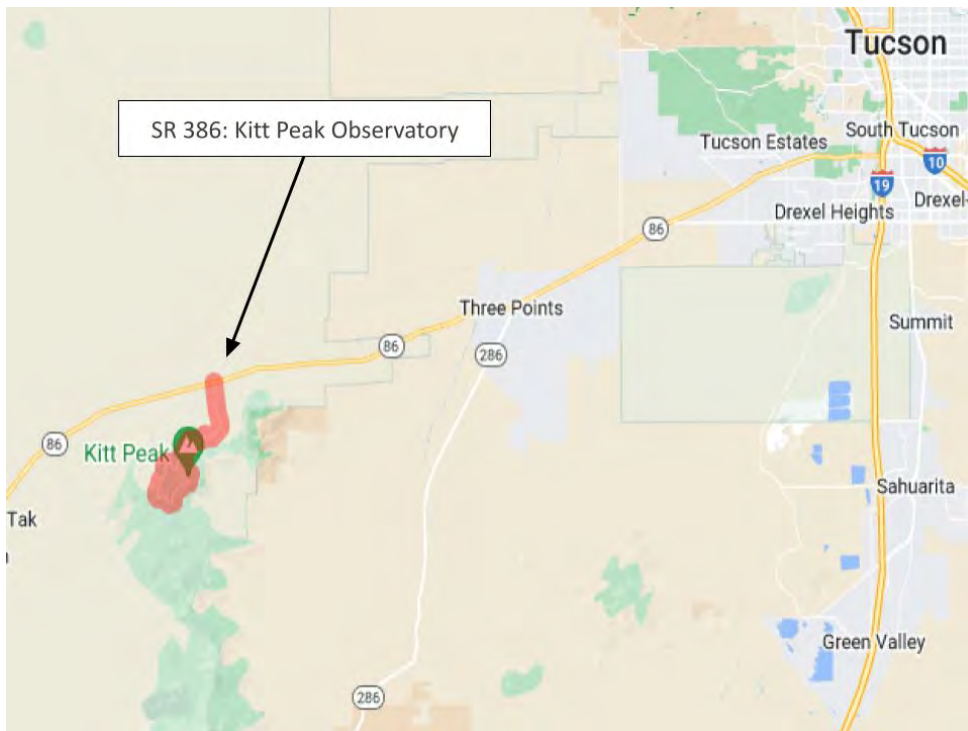 Tucson
SR 386: Kitt Peak Observatory
South Tucson
Tucson Estates
10
19
Drexel Heights
Drexel-
86
Three Points
Summit
86
286
86
Kitt Peak
Sahuarita
Tak
Green Valley
286